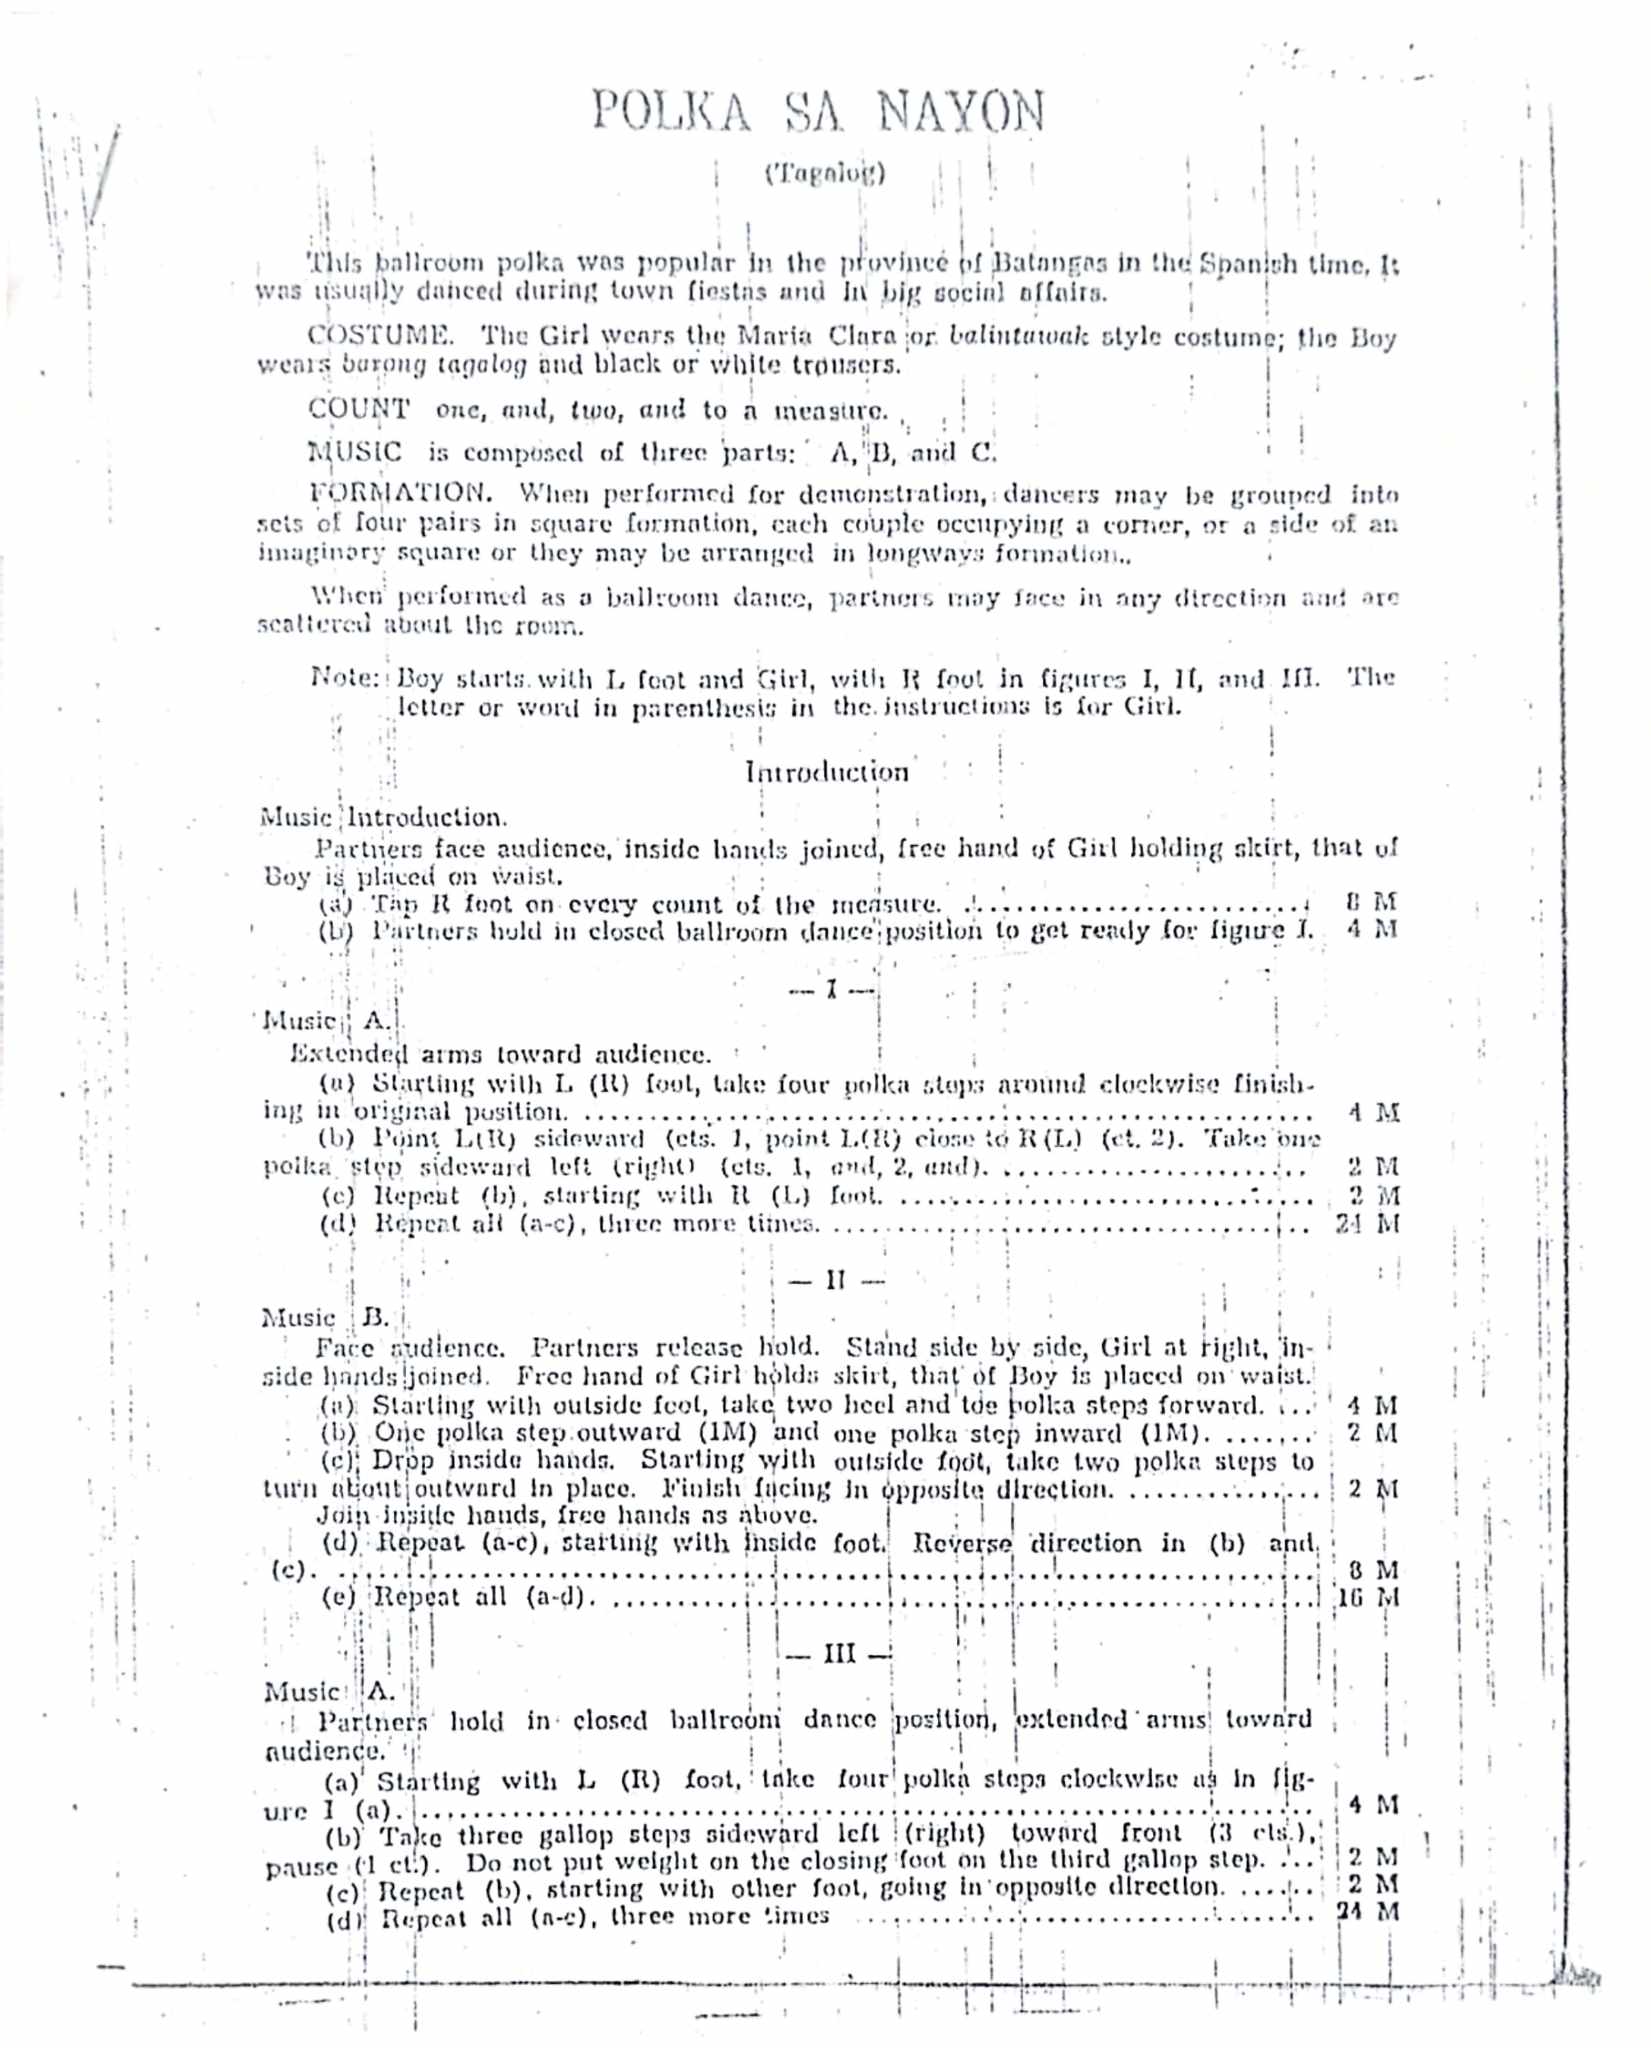 POLKA SA NAYON
(Tagalog)
This ballroom polka was popular in the province of Batangas in the Spanish time. It
was usually danced during town fiestas and in big social affairs.
COSTUME. The Girl wears the Maria Clara or balintawak style costume; the Boy
wears barong tagalog and black or white trousers.
COUNT one, and, two, and to a measure.
MUSIC is composed of three parts: A, B, and C.
FORMATION. When performed for demonstration, dancers may be grouped into
sets of four pairs in square formation, each couple occupying a corner, or a side of an
imaginary square or they may be arranged in longways formation..
When performed as a ballroom dance, partners may face in any direction and are
scattered about the room.
Note: Boy starts with L foot and Girl, with R foot in figures I, II, and III. The
letter or word in parenthesis in the instructions is for Girl.
Introduction
Music Introduction.
Partners face audience, inside hands joined, free hand of Girl holding skirt, that of
Boy is placed on waist.
(a) Tap R foot on every count of the measure. .............................. 8 M
(b) Partners hold in closed ballroom dance position to get ready for figure I. 4 M
— I —
Music A.
Extended arms toward audience.
(a) Starting with L (R) foot, take four polka steps around clockwise finish-
ing in original position. .............................. 4 M
(b) Point L(R) sideward (cts. 1, point L(R) close to R(L) (ct. 2). Take one
polka step sideward left (right) (cts. 1, and, 2, and). .............................. 2 M
(c) Repeat (b), starting with R (L) foot. .............................. 2 M
(d) Repeat all (a-c), three more times. .............................. 24 M
— II —
Music B.
Face audience. Partners release hold. Stand side by side, Girl at right, in-
side hands joined. Free hand of Girl holds skirt, that of Boy is placed on waist.
(a) Starting with outside foot, take two heel and toe polka steps forward. .... 4 M
(b) One polka step outward (1M) and one polka step inward (1M). ....... 2 M
(c) Drop inside hands. Starting with outside foot, take two polka steps to
turn about outward in place. Finish facing in opposite direction. ............... 2 M
Join inside hands, free hands as above.
(d) Repeat (a-c), starting with inside foot. Reverse direction in (b) and
(c). .............................. 8 M
(e) Repeat all (a-d). .............................. 16 M
— III —
Music A.
Partners hold in closed ballroom dance position, extended arms toward
audience.
(a) Starting with L (R) foot, take four polka steps clockwise as in fig-
ure I (a). .............................. 4 M
(b) Take three gallop steps sideward left (right) toward front (3 cts.),
pause (1 ct.). Do not put weight on the closing foot on the third gallop step. .... 2 M
(c) Repeat (b), starting with other foot, going in opposite direction. ....... 2 M
(d) Repeat all (a-c), three more times .............................. 24 M